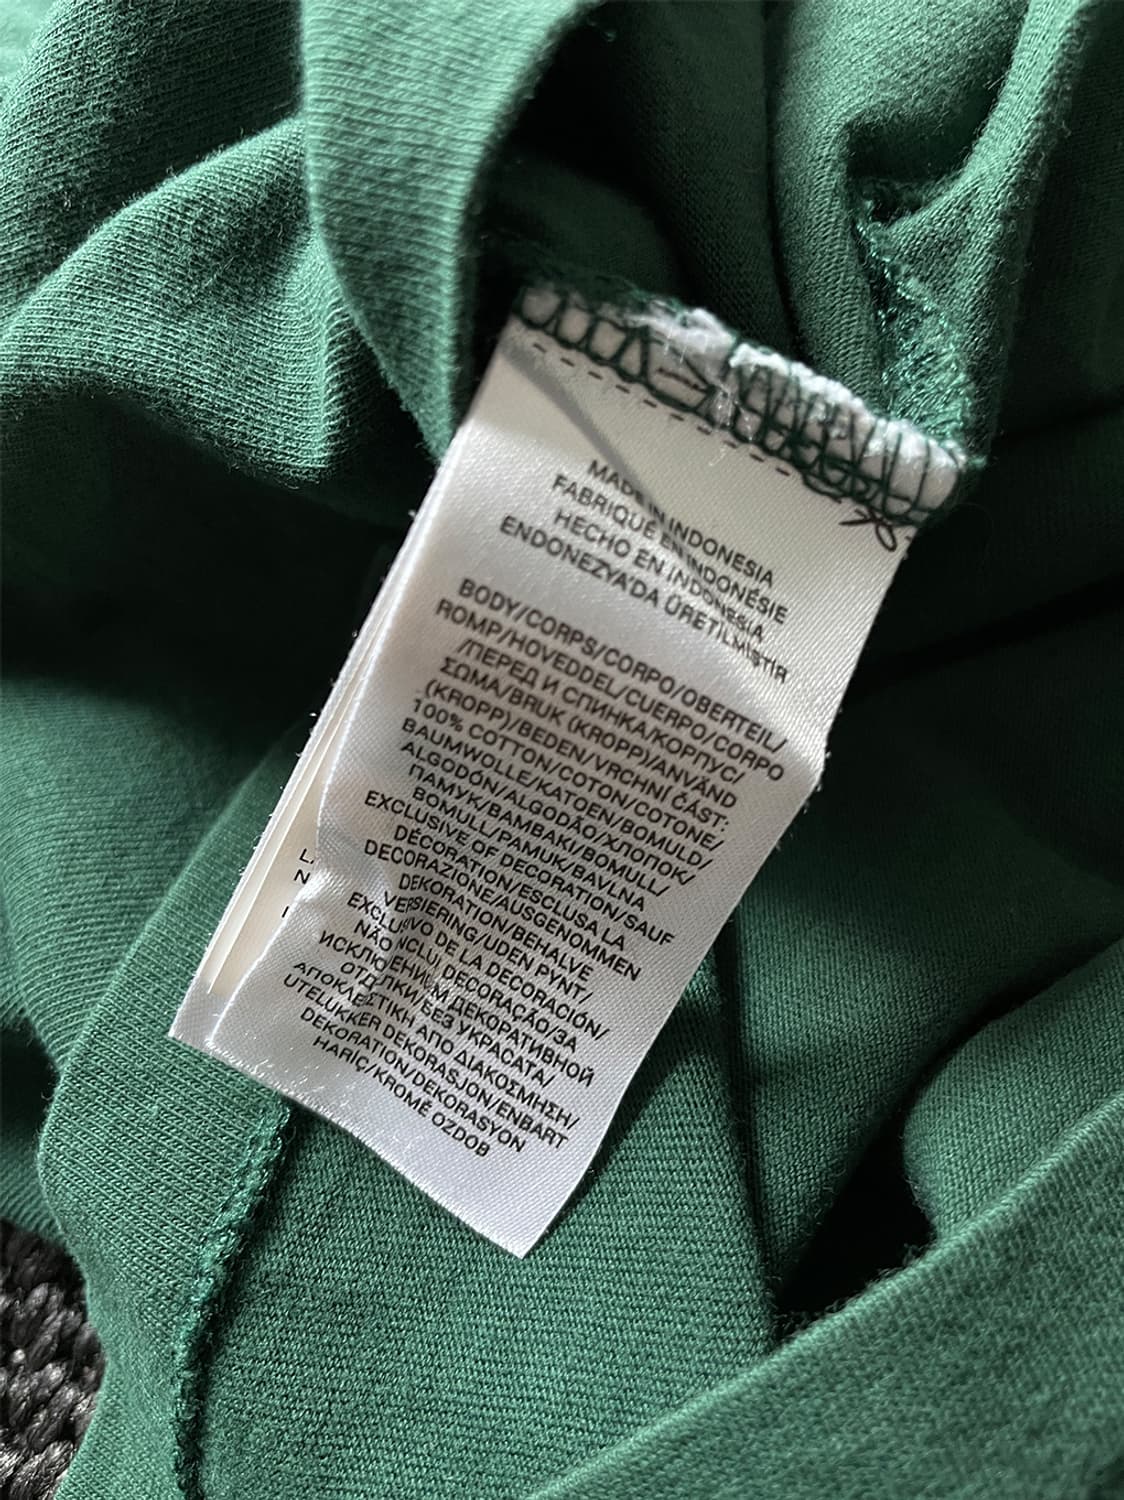 MADE IN INDONESIA
FABRIQUÉ EN INDONÉSIE
HECHO EN INDONESIA
ENDONEZYA'DA ÜRETILMIŞTIR
BODY/CORPS/CORPO/OBERTEIL/
ROMP/HOVEDDEL/CUERPO/CORPO
/ПЕРЕД И СПИНКА/КОРПУС/
ΣΩΜΑ/BRUK (KROPP)/ANVÄND
(KROPP)/BEDEN/VRCHNÍ ČÁST:
100% COTTON/COTON/COTONE/
BAUMWOLLE/KATOEN/BOMULD/
ALGODÓN/ALGODÃO/ХЛОПОК/
ПАМУК/ΒΑΜΒΑΚΙ/BOMULL/
BOMULL/PAMUK/BAVLNA
EXCLUSIVE OF DECORATION/SAUF
DÉCORATION/ESCLUSA LA
DECORAZIONE/AUSGENOMMEN
DEKORATION/BEHALVE
VERSIERING/UDEN PYNT/
EXCLUSIVO DE LA DECORACIÓN/
NÃO INCLUI DECORAÇÃO/ЗА
ИСКЛЮЧЕНИЕМ ДЕКОРАТИВНОЙ
ОТДЕЛКИ/БЕЗ УКРАСАТА/
ΑΠΟΚΛΕΙΣΤΙΚΗ ΑΠΟ ΔΙΑΚΟΣΜΗΣΗ/
UTELUKKER DEKORASJON/ENBART
DEKORATION/DEKORASYON
HARIÇ/KROMĚ OZDOB